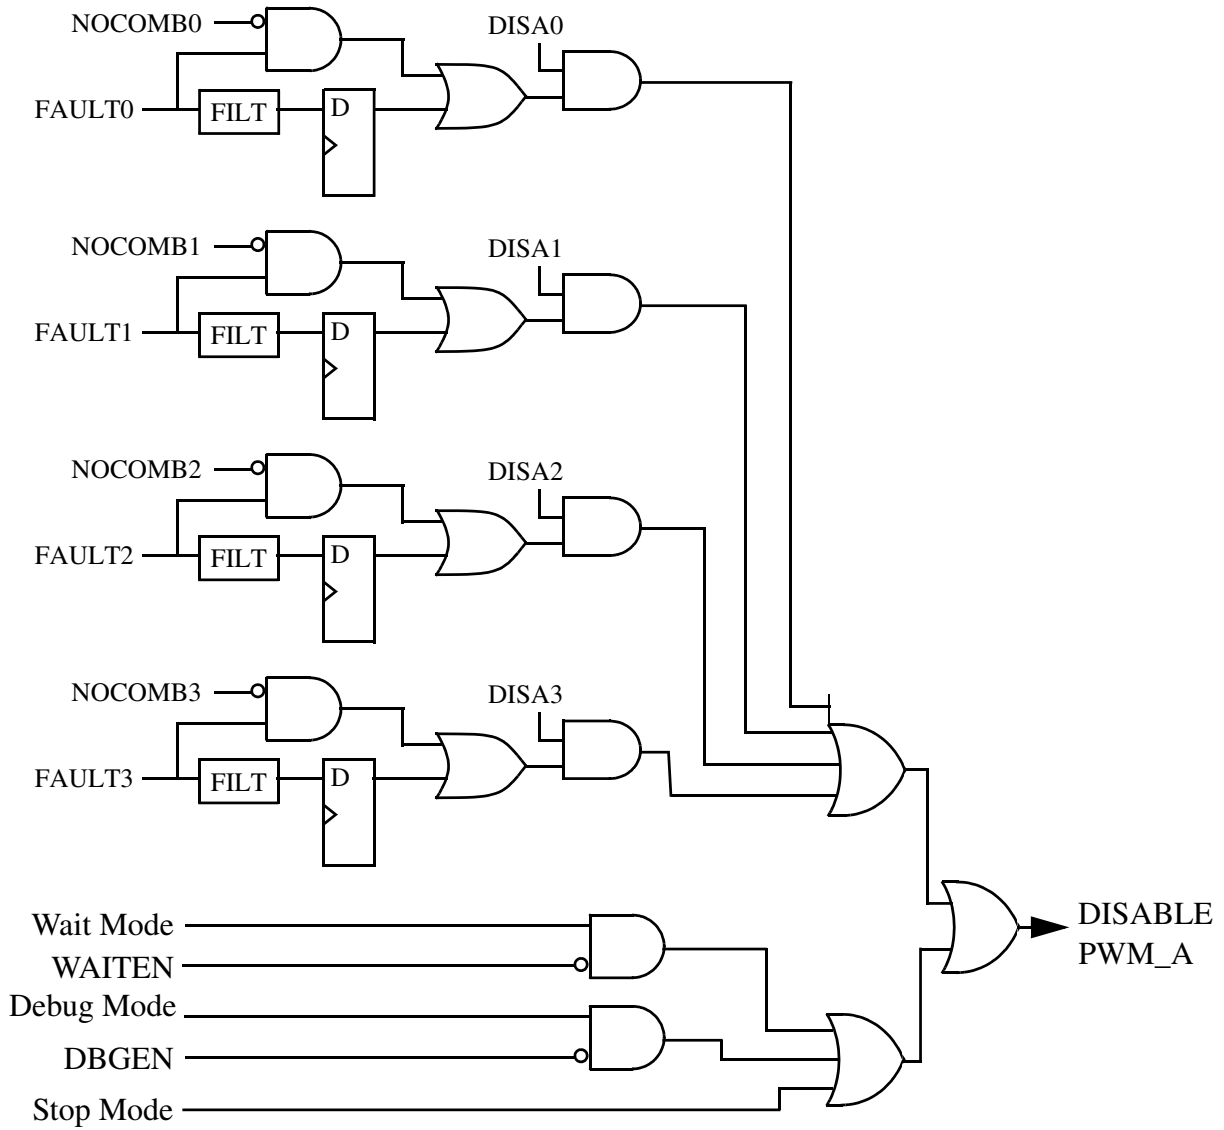 NOCOMB0
DISA0
FAULT0
FILT
D
NOCOMB1
DISA1
FAULT1
FILT
D
NOCOMB2
DISA2
FAULT2
FILT
D
NOCOMB3
DISA3
FAULT3
FILT
D
Wait Mode
WAITEN
Debug Mode
DBGEN
Stop Mode
DISABLE
PWM_A